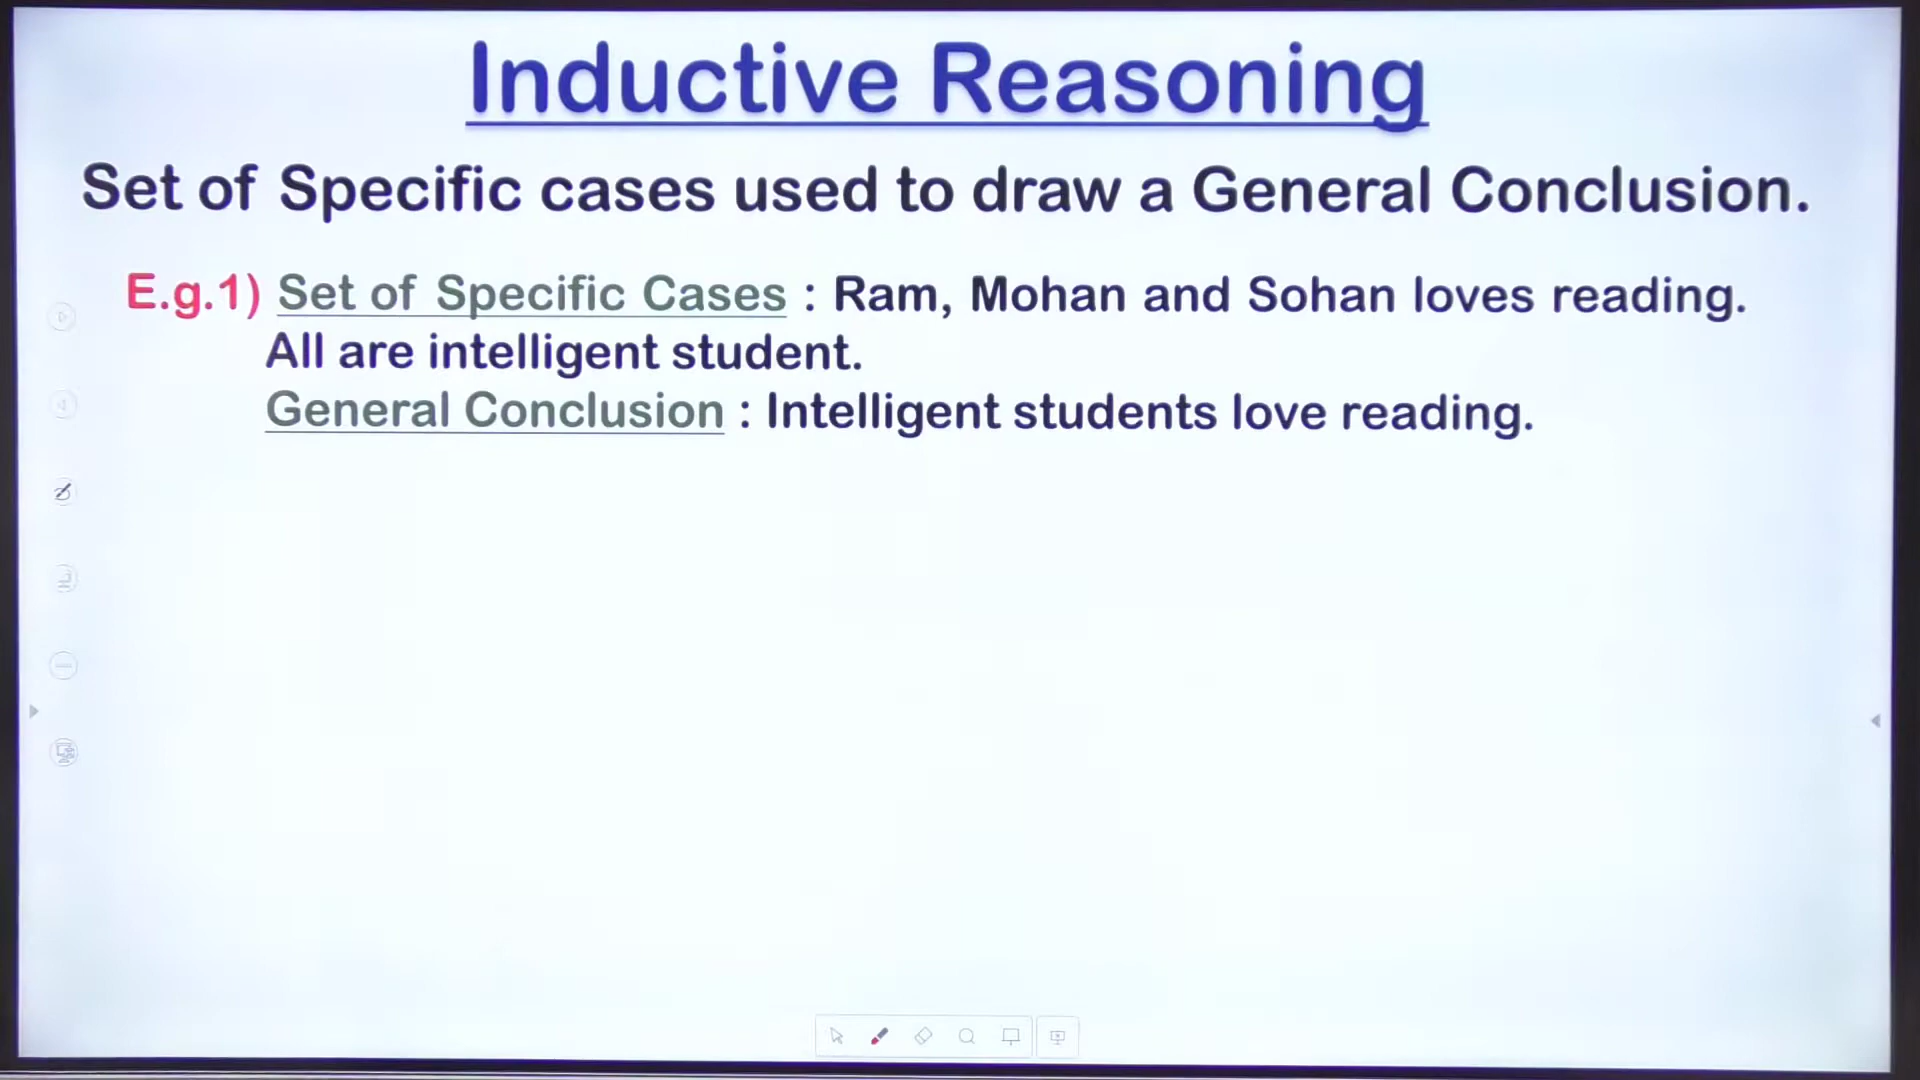 Inductive Reasoning
Set of Specific cases used to draw a General Conclusion.
E.g.1) Set of Specific Cases : Ram, Mohan and Sohan loves reading.
All are intelligent student.
General Conclusion : Intelligent students love reading.